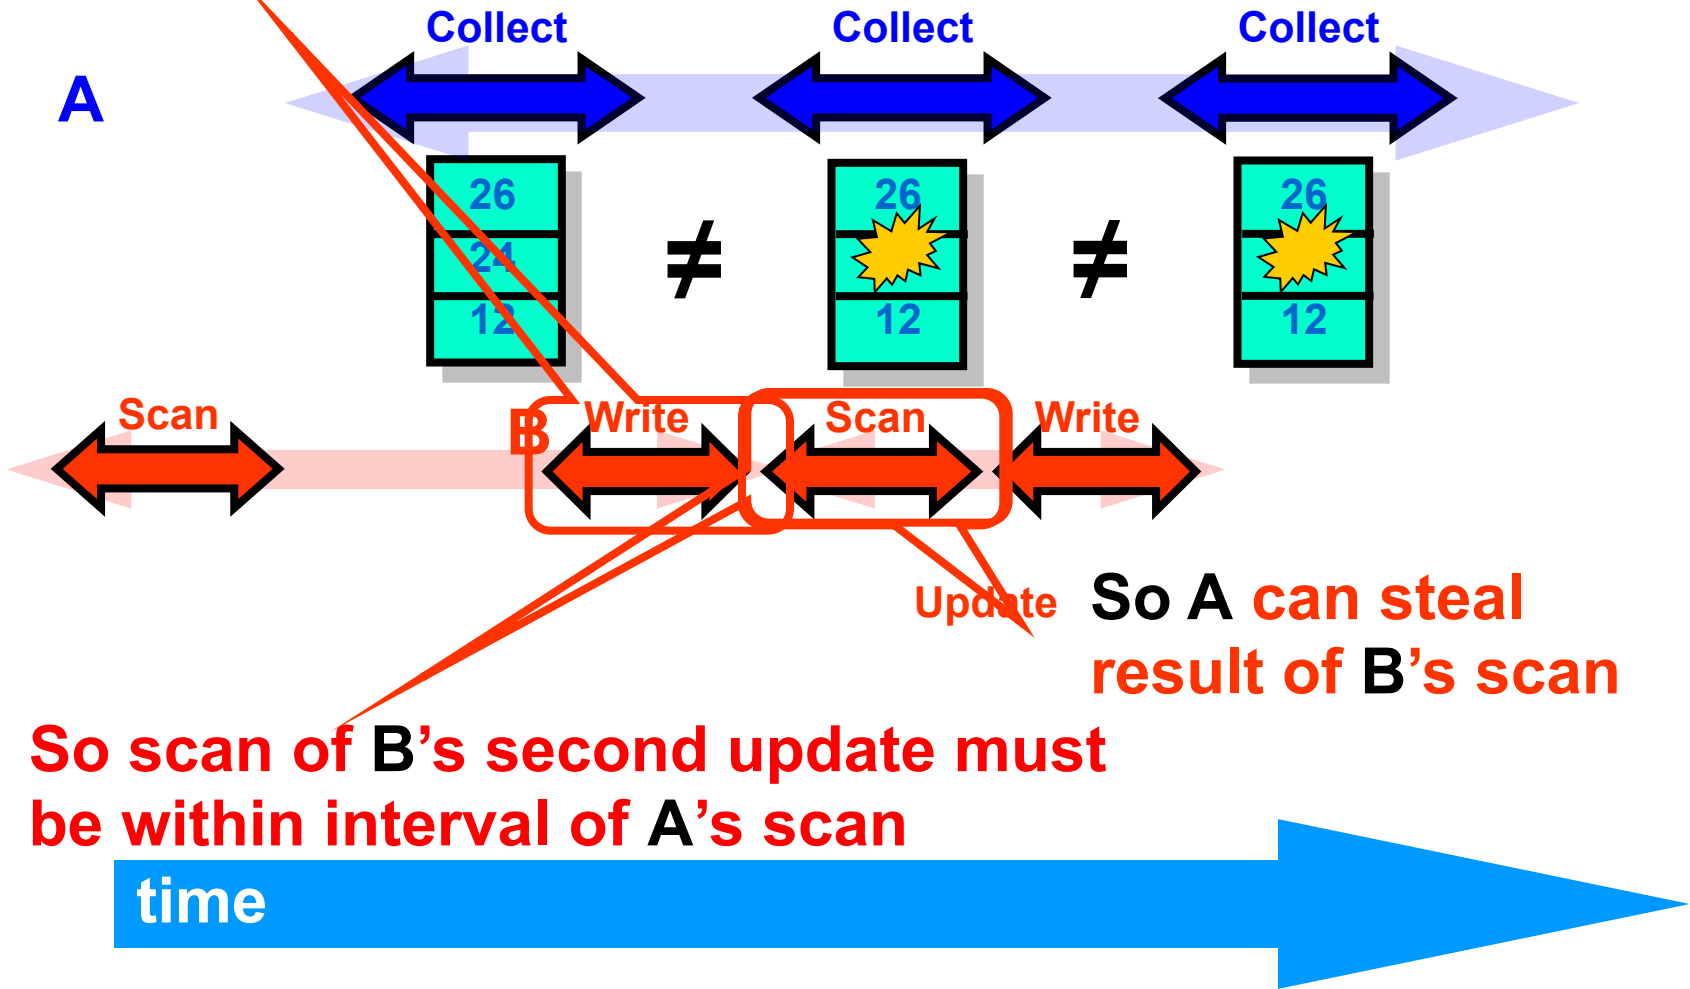 Collect Collect Collect
A
26 26 26
24
≠ ≠
12 12 12
Scan B Write Scan Write
Update
So A can steal
result of B’s scan
So scan of B’s second update must
be within interval of A’s scan
time